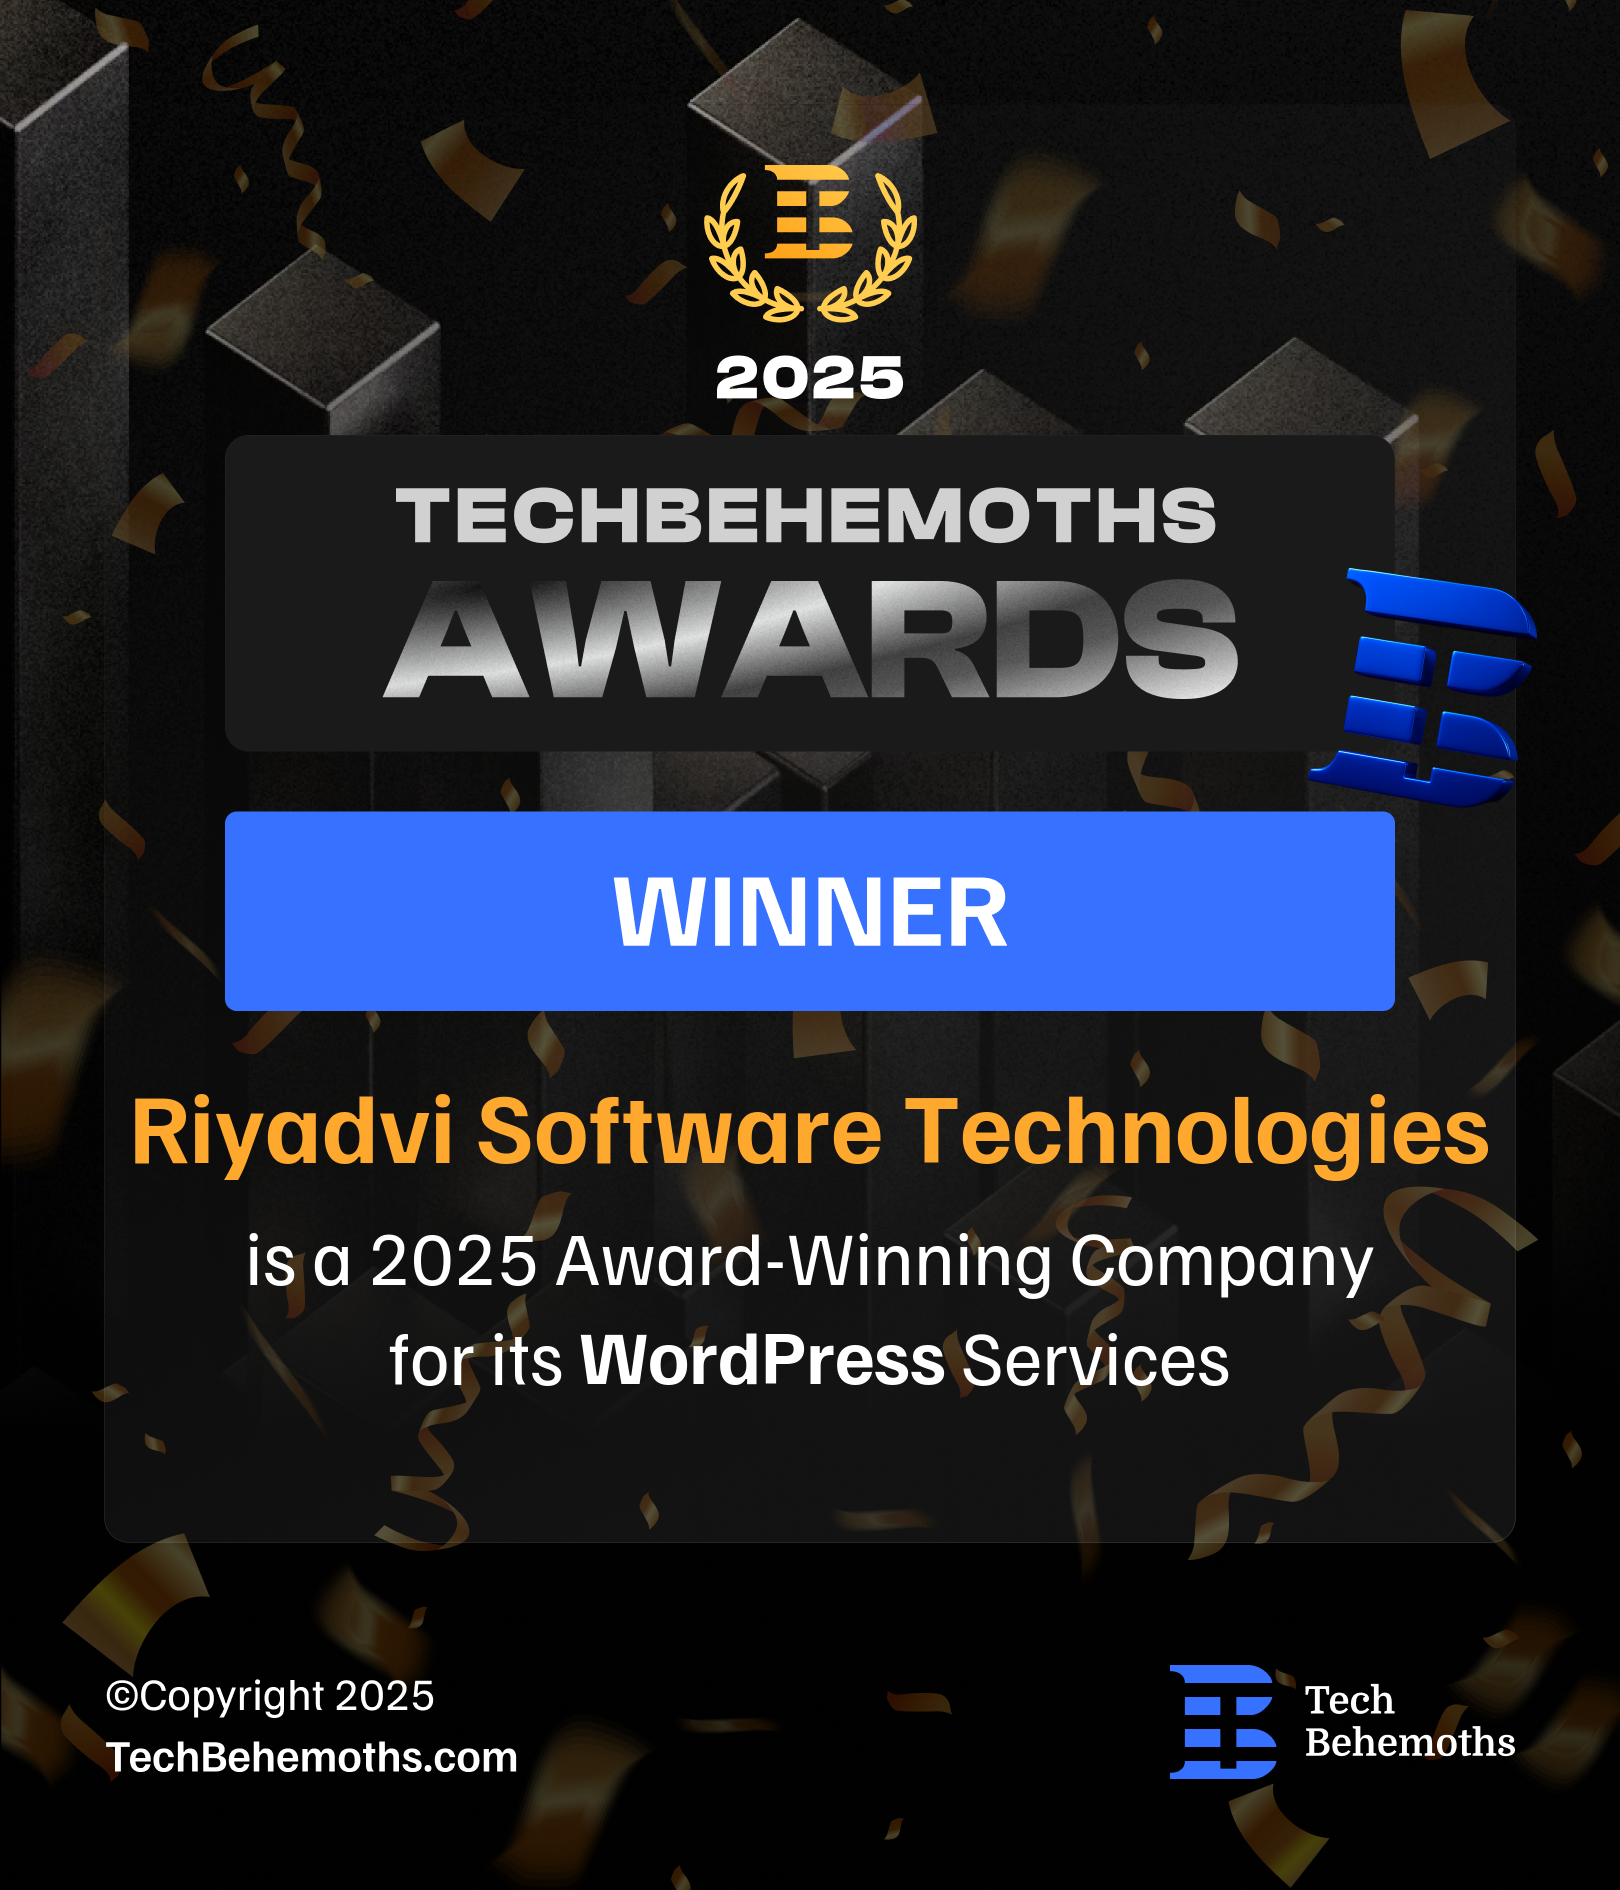 2025
TECHBEHEMOTHS
AWARDS
WINNER
Riyadvi Software Technologies
is a 2025 Award-Winning Company
for its WordPress Services
©Copyright 2025
TechBehemoths.com
Tech
Behemoths